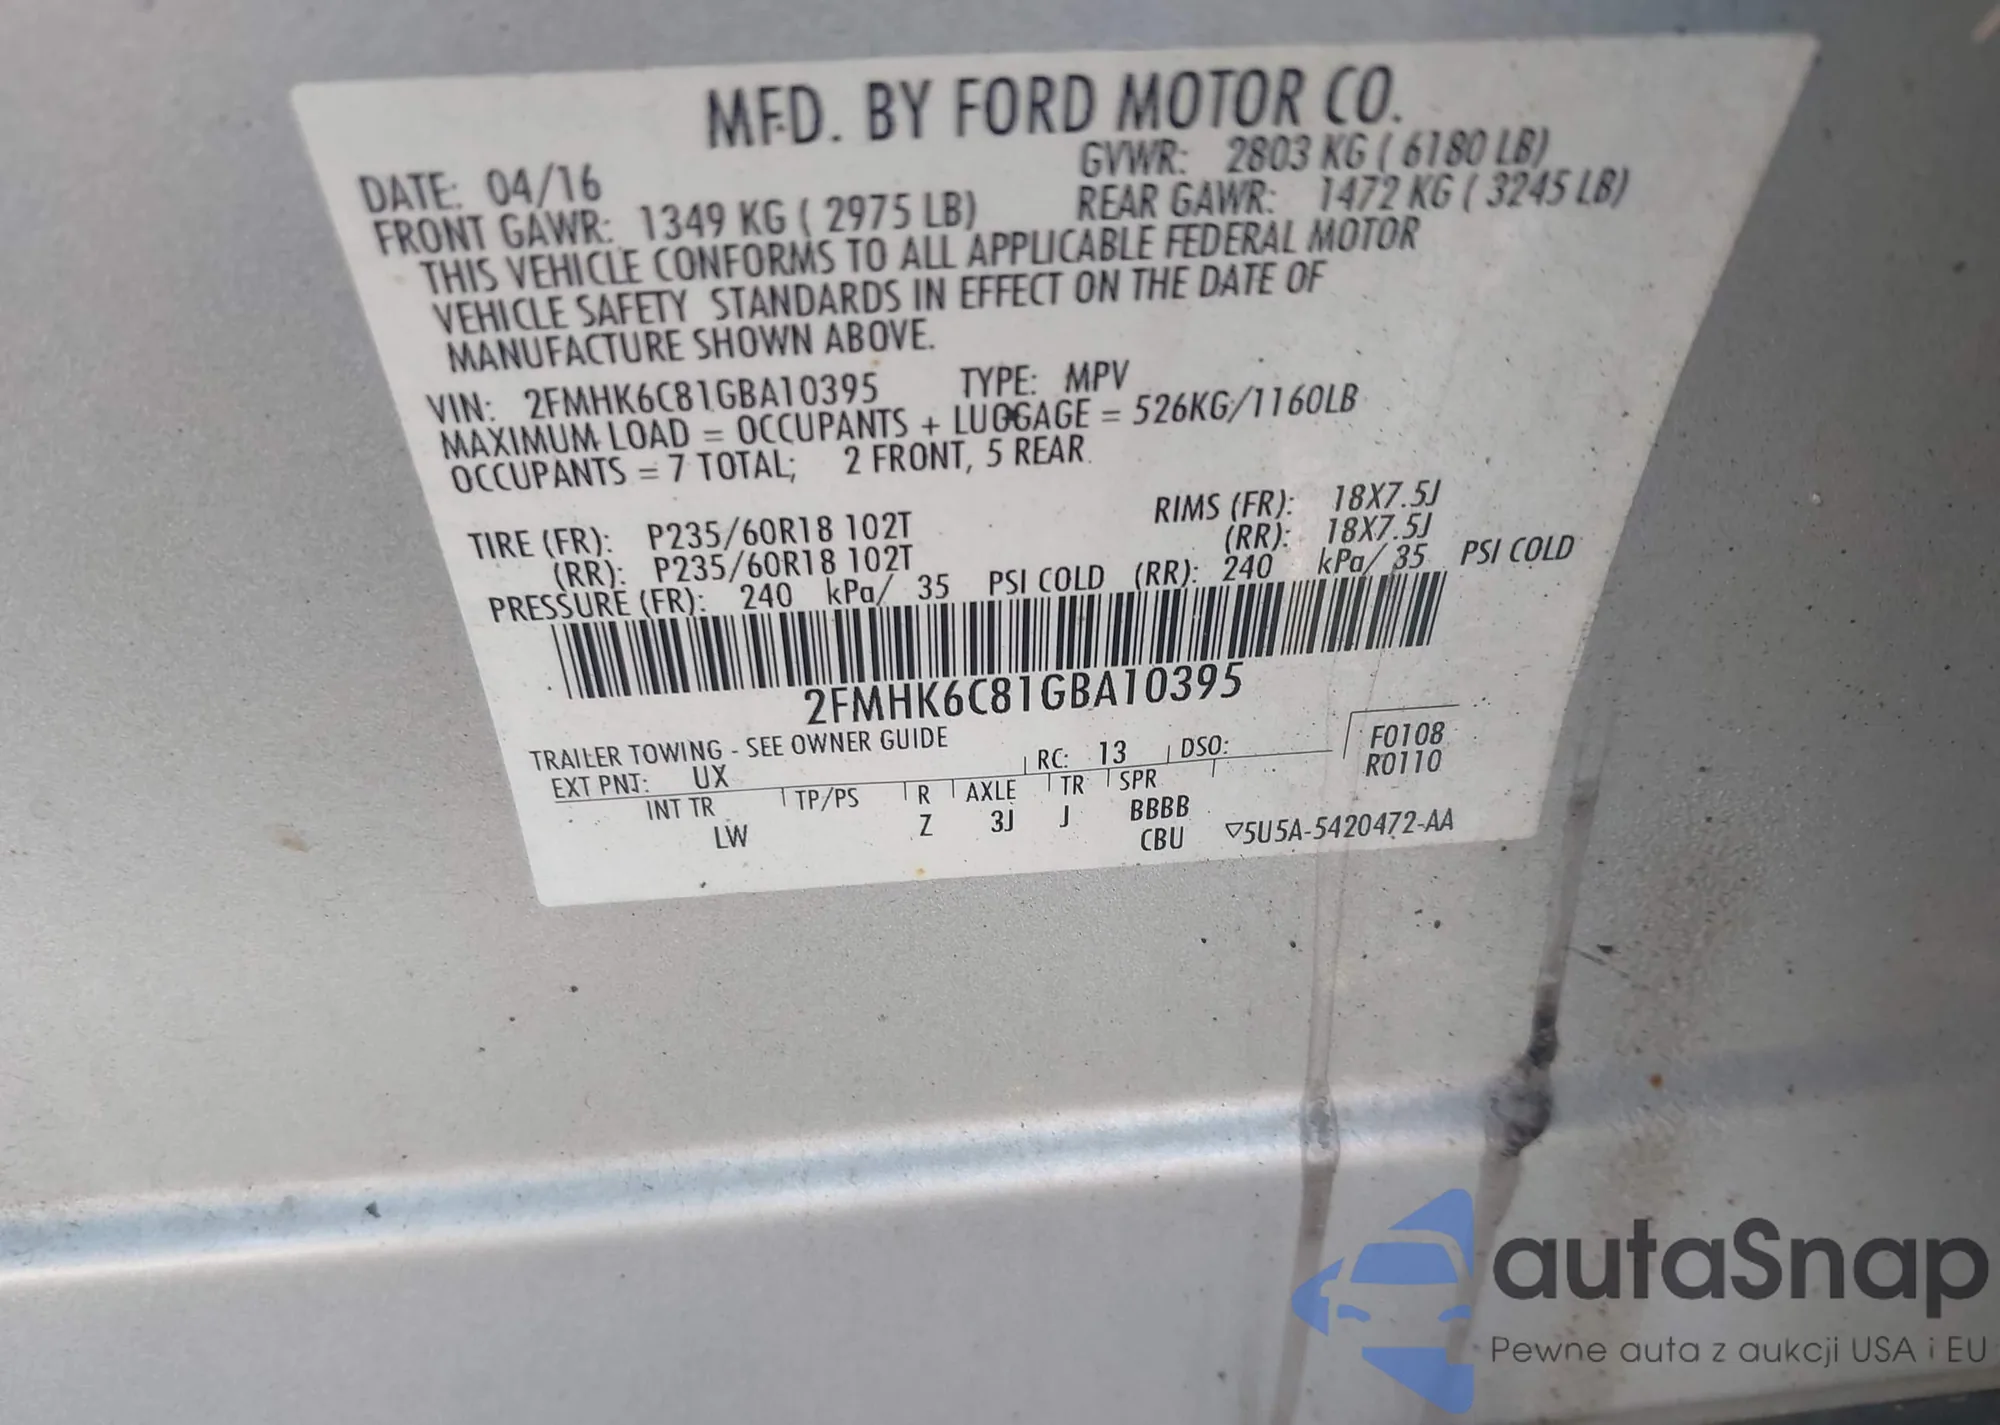 MFD. BY FORD MOTOR CO.
DATE: 04/16 GVWR: 2803 KG ( 6180 LB)
FRONT GAWR: 1349 KG ( 2975 LB) REAR GAWR: 1472 KG ( 3245 LB)
THIS VEHICLE CONFORMS TO ALL APPLICABLE FEDERAL MOTOR
VEHICLE SAFETY STANDARDS IN EFFECT ON THE DATE OF
MANUFACTURE SHOWN ABOVE.
VIN: 2FMHK6C81GBA10395 TYPE: MPV
MAXIMUM LOAD = OCCUPANTS + LUGGAGE = 526KG/1160LB
OCCUPANTS = 7 TOTAL; 2 FRONT, 5 REAR
TIRE (FR): P235/60R18 102T RIMS (FR): 18X7.5J
(RR): P235/60R18 102T (RR): 18X7.5J
PRESSURE (FR): 240 kPa/ 35 PSI COLD (RR): 240 kPa/ 35 PSI COLD
2FMHK6C81GBA10395
TRAILER TOWING - SEE OWNER GUIDE
EXT PNT: UX RC: 13 DSO: F0108
R0110
INT TR TP/PS R AXLE TR SPR
LW Z 3J J BBBB
CBU ▽5U5A-5420472-AA
autaSnap
Pewne auta z aukcji USA i EU